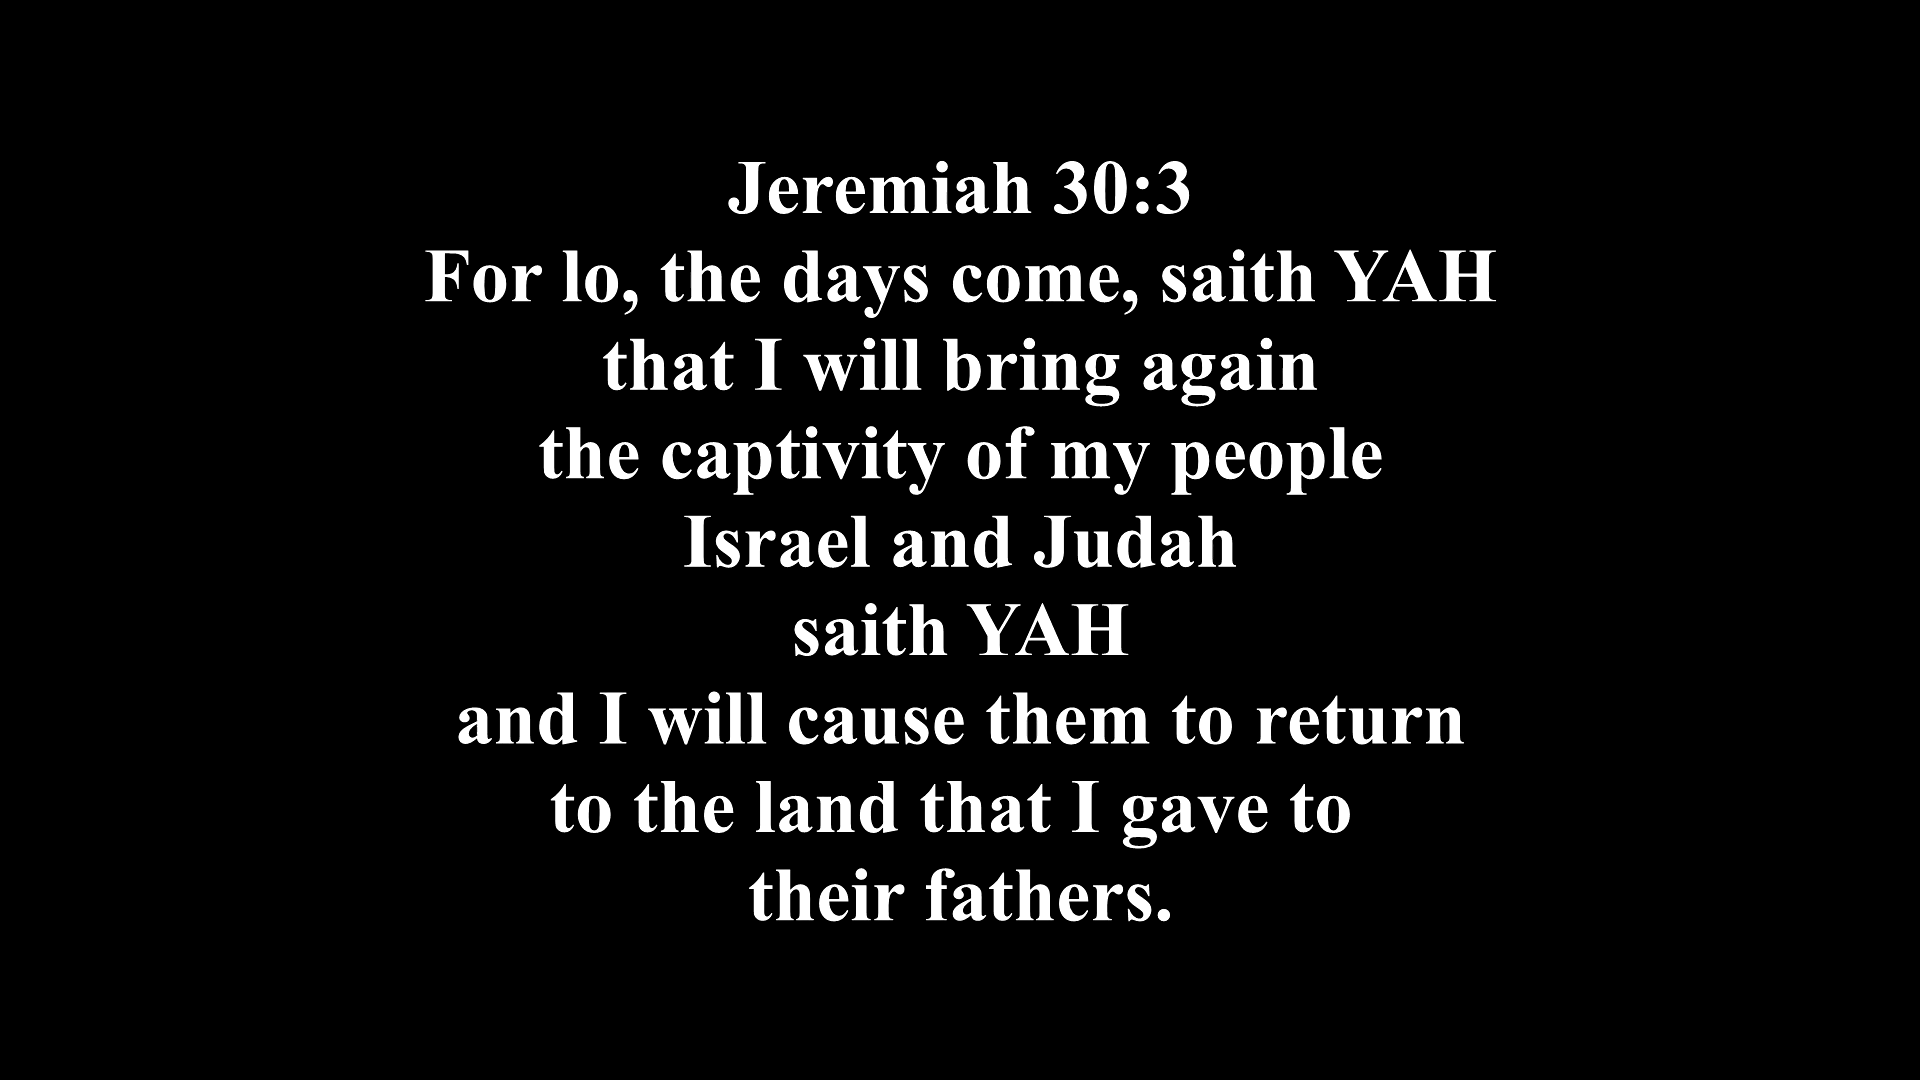 Jeremiah 30:3
For lo, the days come, saith YAH
that I will bring again
the captivity of my people
Israel and Judah
saith YAH
and I will cause them to return
to the land that I gave to
their fathers.